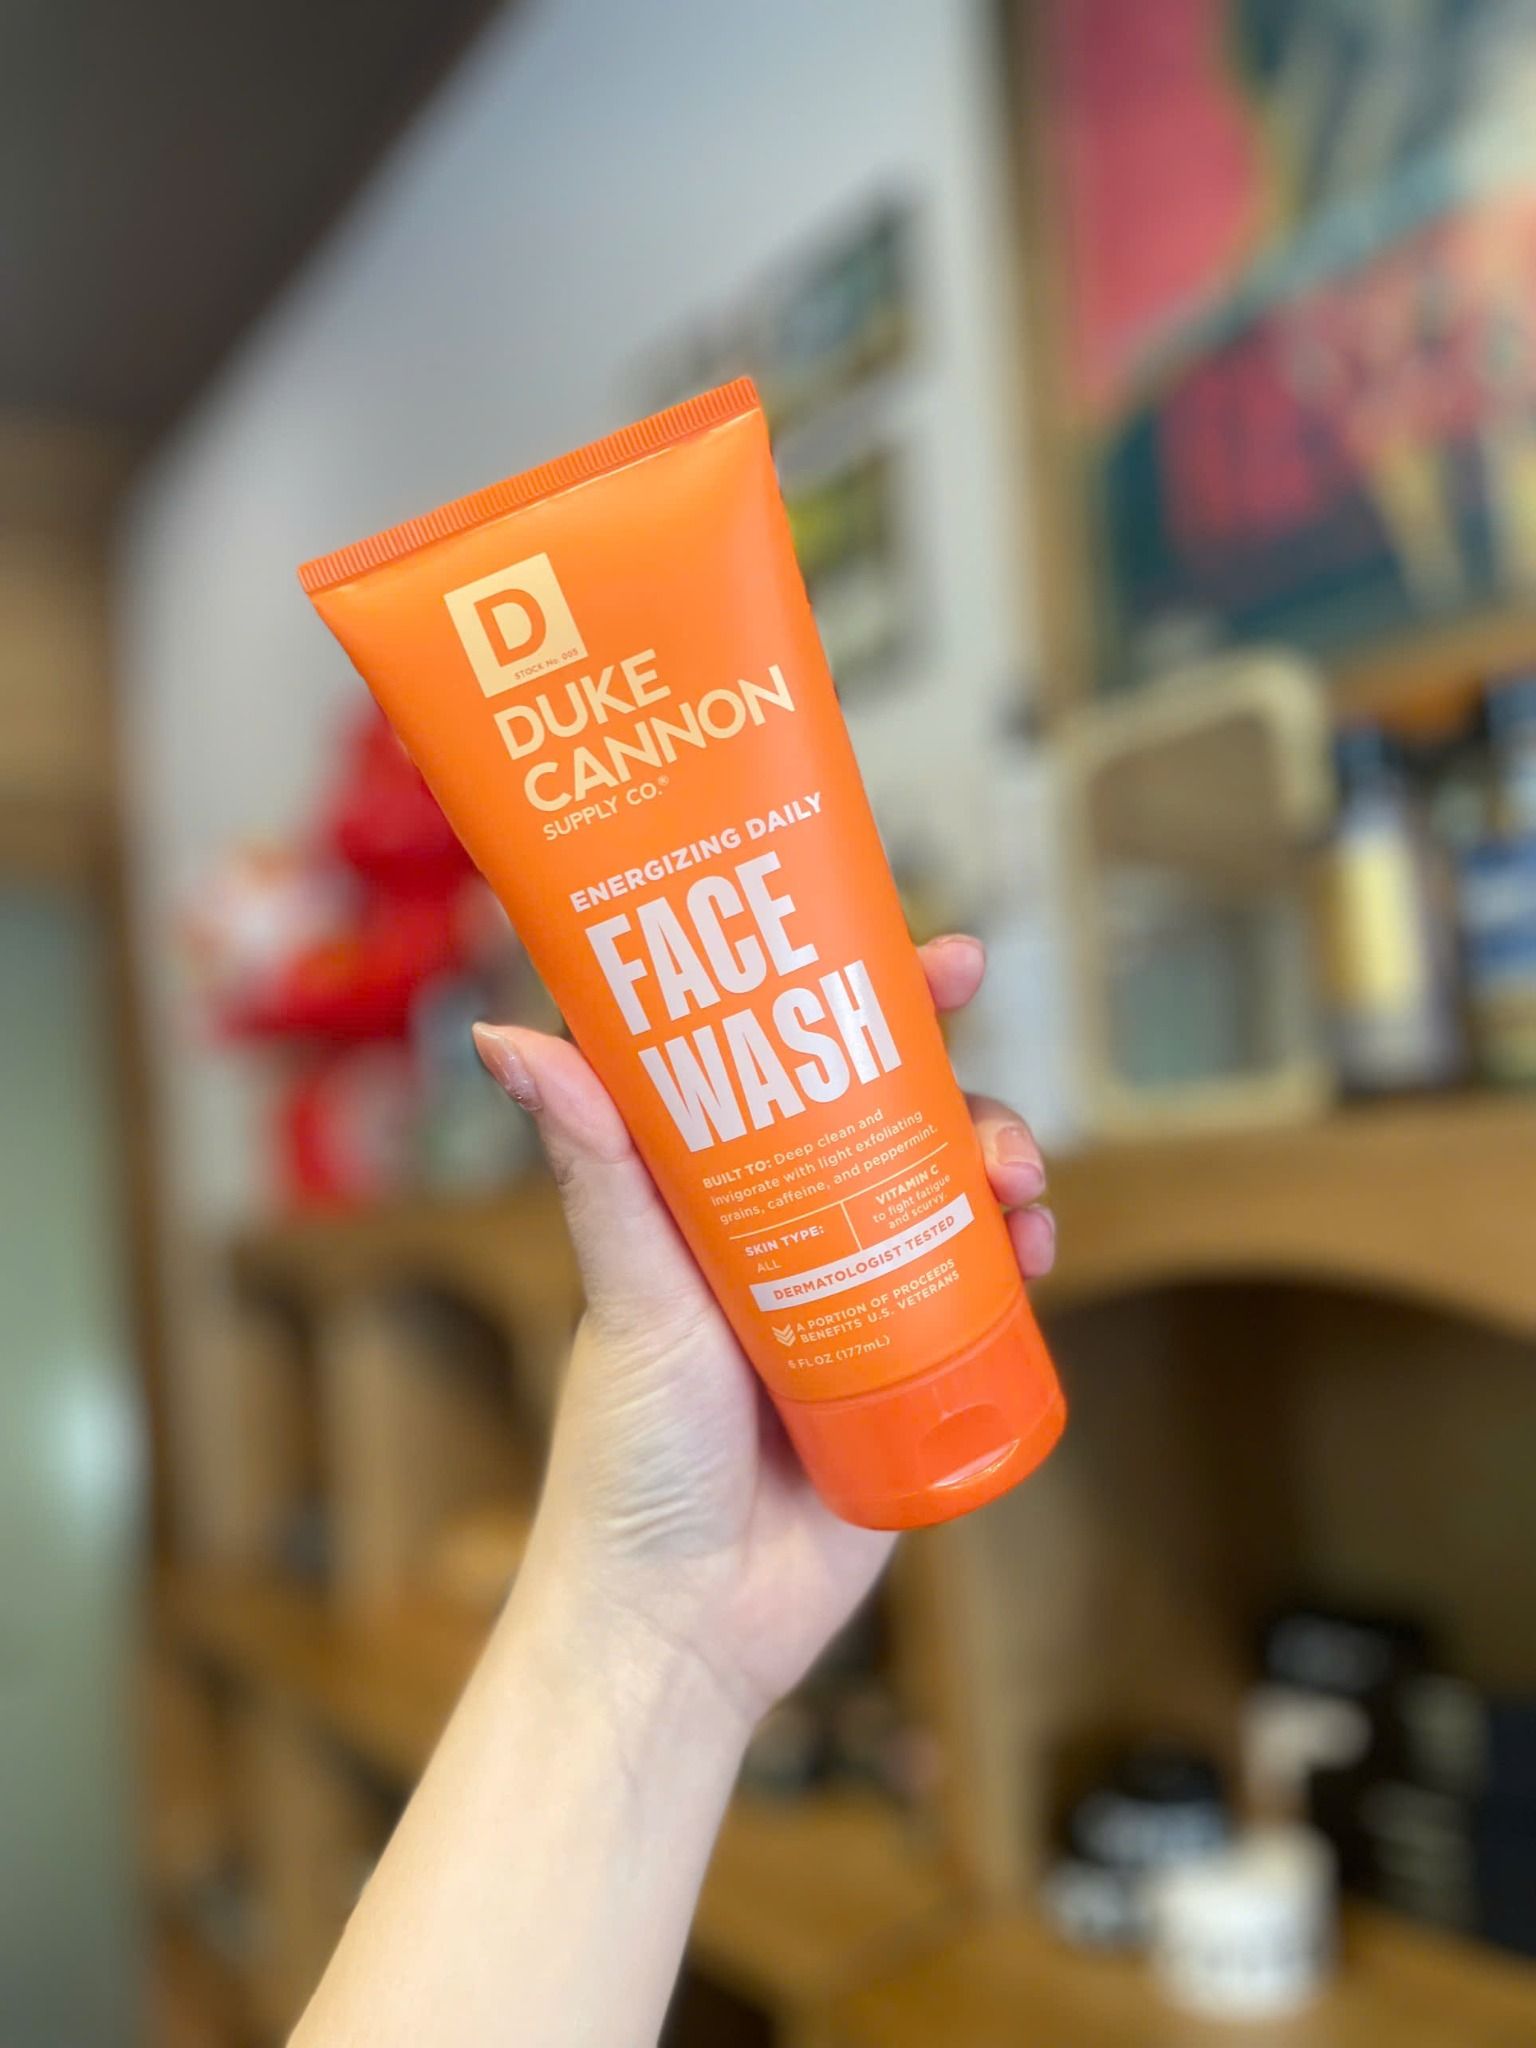 D
STOCK No. 005
DUKE
CANNON
SUPPLY CO.®
ENERGIZING DAILY
FACE
WASH
BUILT TO: Deep clean and
invigorate with light exfoliating
grains, caffeine, and peppermint.
SKIN TYPE:
ALL
VITAMIN C
to fight fatigue
and scurvy.
DERMATOLOGIST TESTED
A PORTION OF PROCEEDS
BENEFITS U.S. VETERANS
6 FL OZ (177mL)